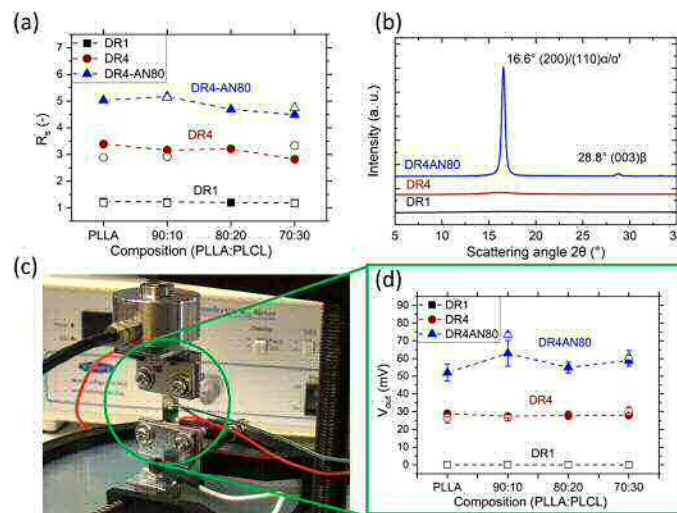 (a)
DR1
DR4
DR4-AN80
DR4-AN80
DR4
DR1
7
6
5
4
3
2
1
Rs (-)
PLLA 90:10 80:20 70:30
Composition (PLLA:PLCL)
(b)
16.6° (200)/(110)α/α'
28.8° (003)β
DR4AN80
DR4
DR1
Intensity (a. u.)
5 10 15 20 25 30 35
Scattering angle 2θ (°)
(c)
(d)
DR1
DR4
DR4AN80
DR4AN80
DR4
DR1
90
80
70
60
50
40
30
20
10
0
Vout (mV)
PLLA 90:10 80:20 70:30
Composition (PLLA:PLCL)